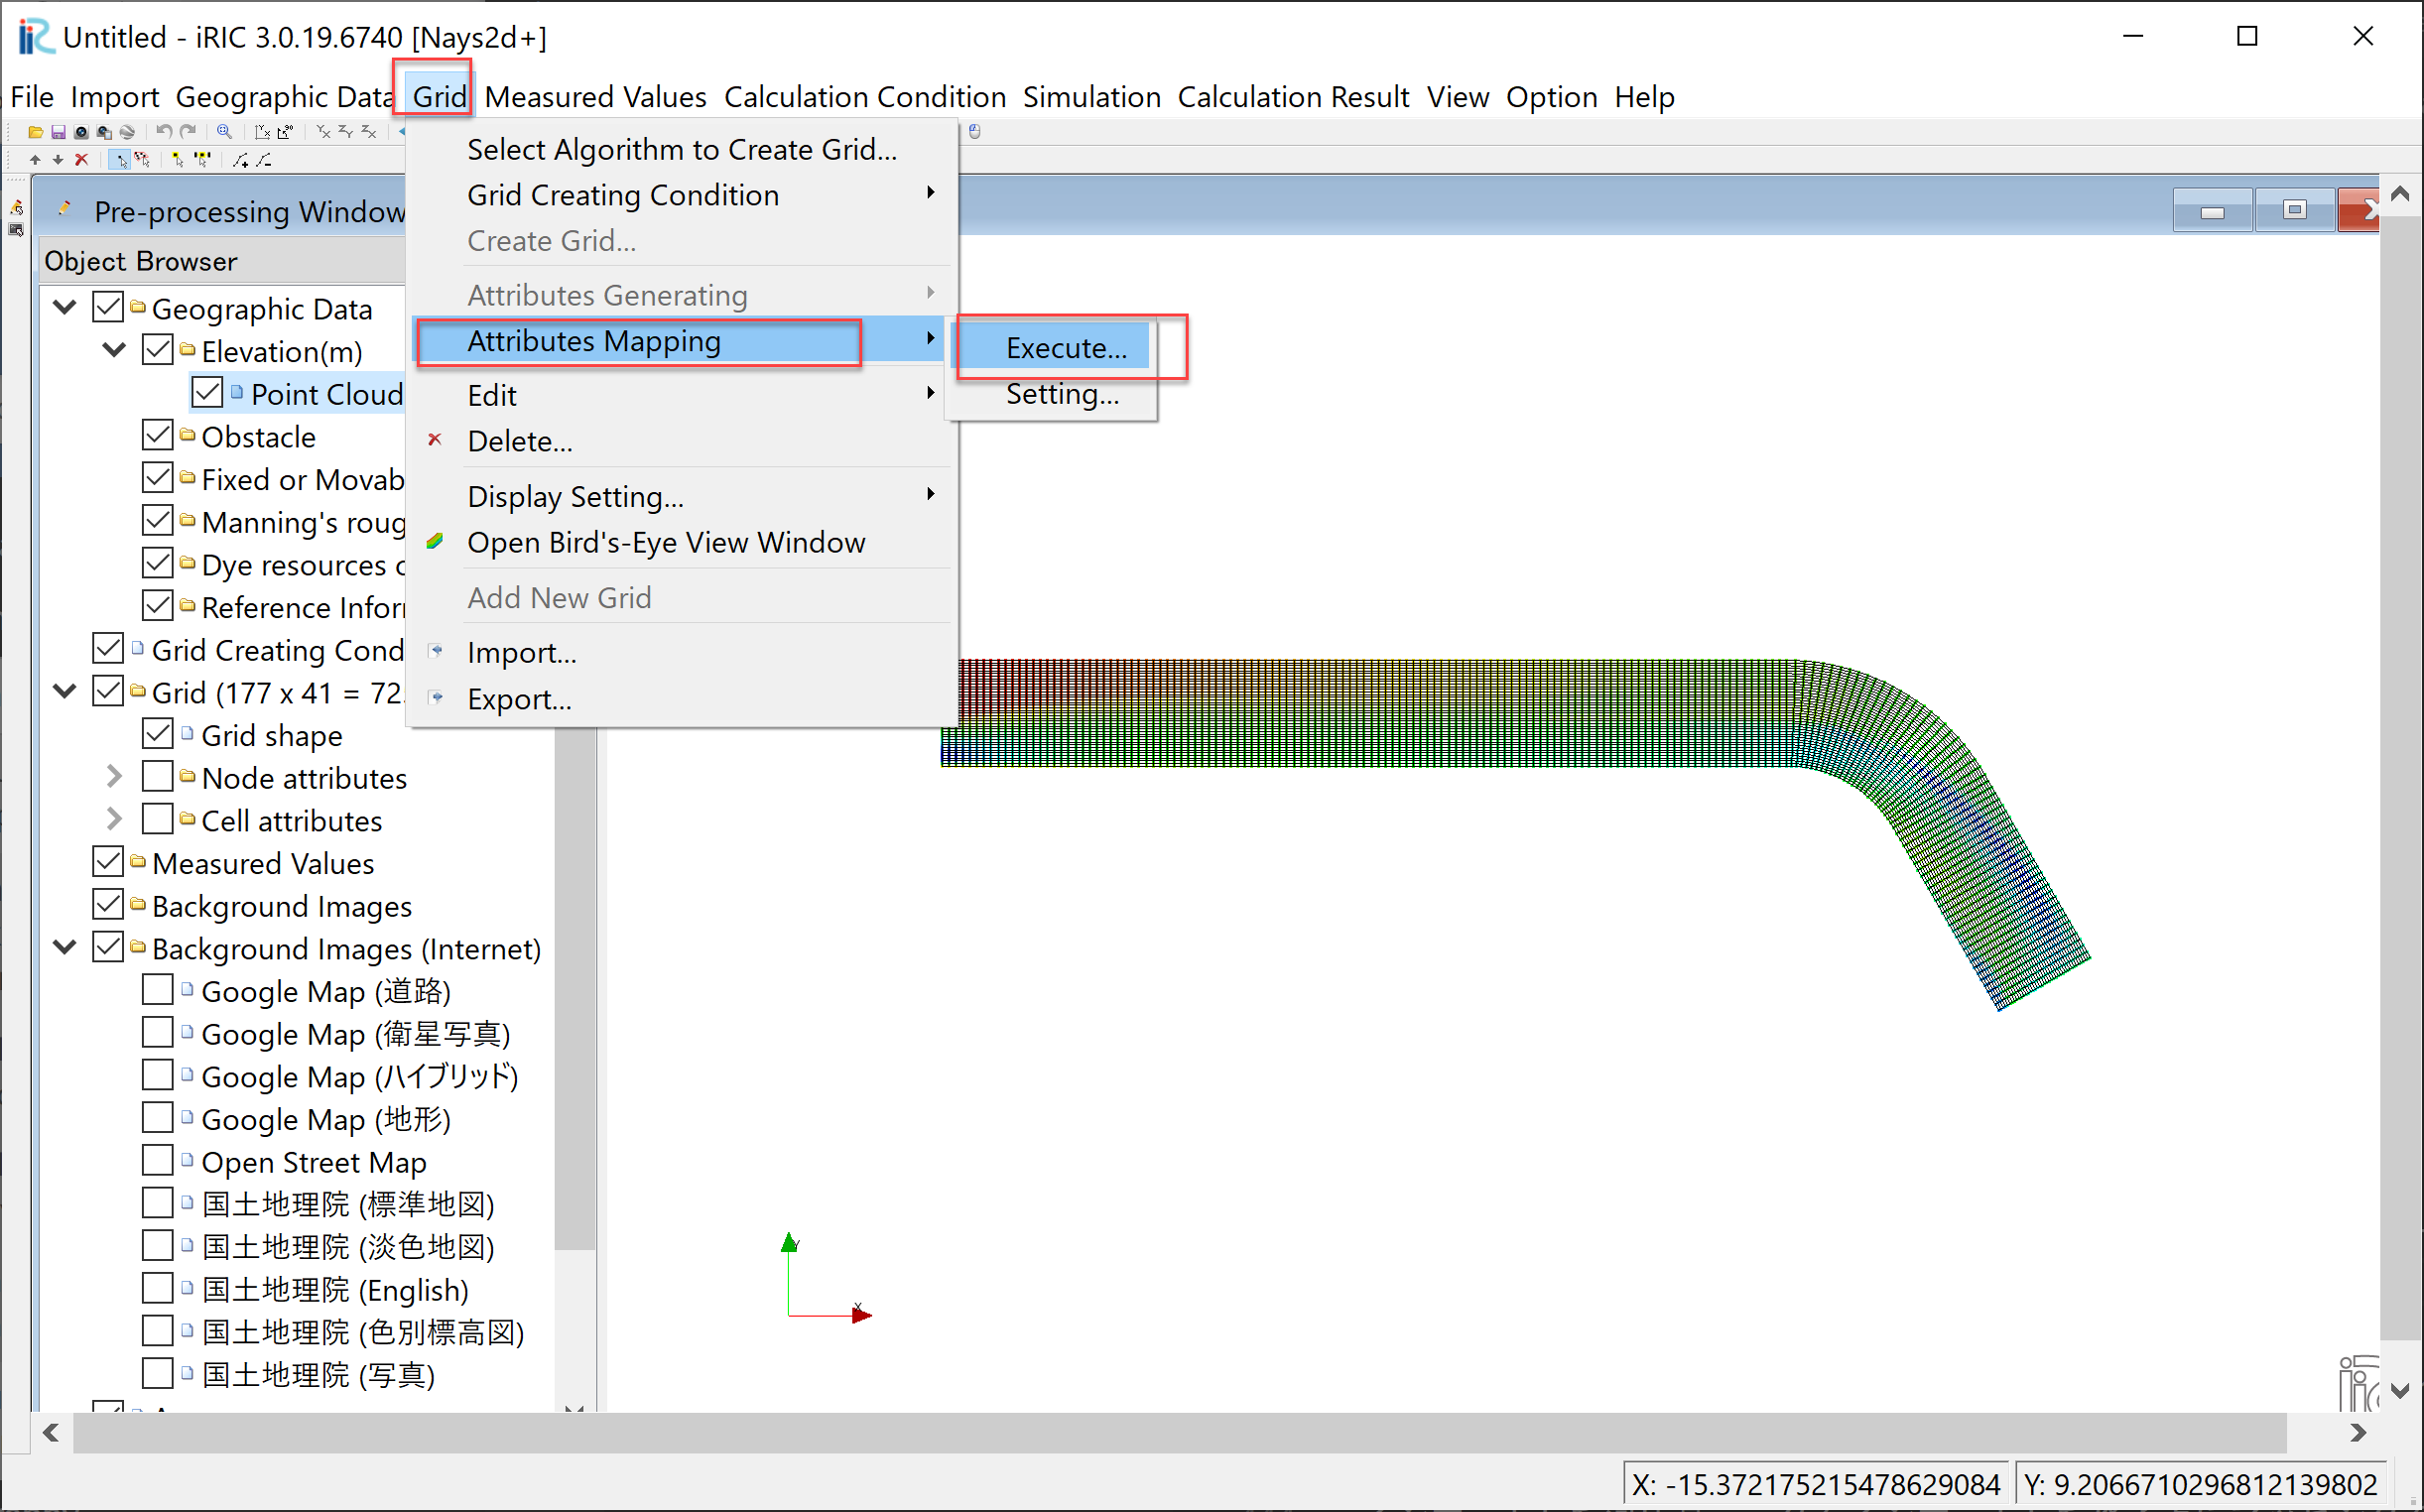 Untitled - iRIC 3.0.19.6740 [Nays2d+]
File Import Geographic Data Grid Measured Values Calculation Condition Simulation Calculation Result View Option Help
Select Algorithm to Create Grid...
Grid Creating Condition
Create Grid...
Attributes Generating
Attributes Mapping
Execute...
Setting...
Edit
Delete...
Display Setting...
Open Bird's-Eye View Window
Add New Grid
Import...
Export...
Pre-processing Window
Object Browser
Geographic Data
Elevation(m)
Point Cloud
Obstacle
Fixed or Movab
Manning's roug
Dye resources
Reference Infor
Grid Creating Cond
Grid (177 x 41 = 72
Grid shape
Node attributes
Cell attributes
Measured Values
Background Images
Background Images (Internet)
Google Map (道路)
Google Map (衛星写真)
Google Map (ハイブリッド)
Google Map (地形)
Open Street Map
国土地理院 (標準地図)
国土地理院 (淡色地図)
国土地理院 (English)
国土地理院 (色別標高図)
国土地理院 (写真)
Y
X
X: -15.372175215478629084 Y: 9.2066710296812139802